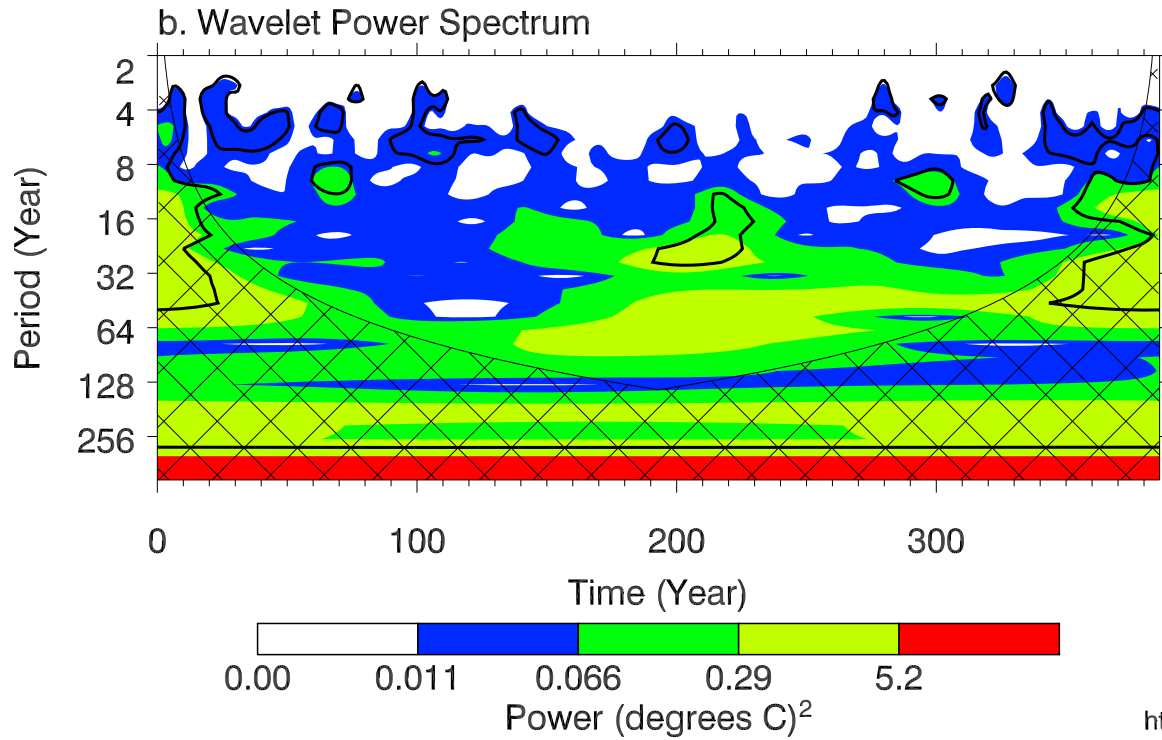 b. Wavelet Power Spectrum
2
4
8
16
32
64
128
256
Period (Year)
0 100 200 300
Time (Year)
0.00 0.011 0.066 0.29 5.2
Power (degrees C)²
ht